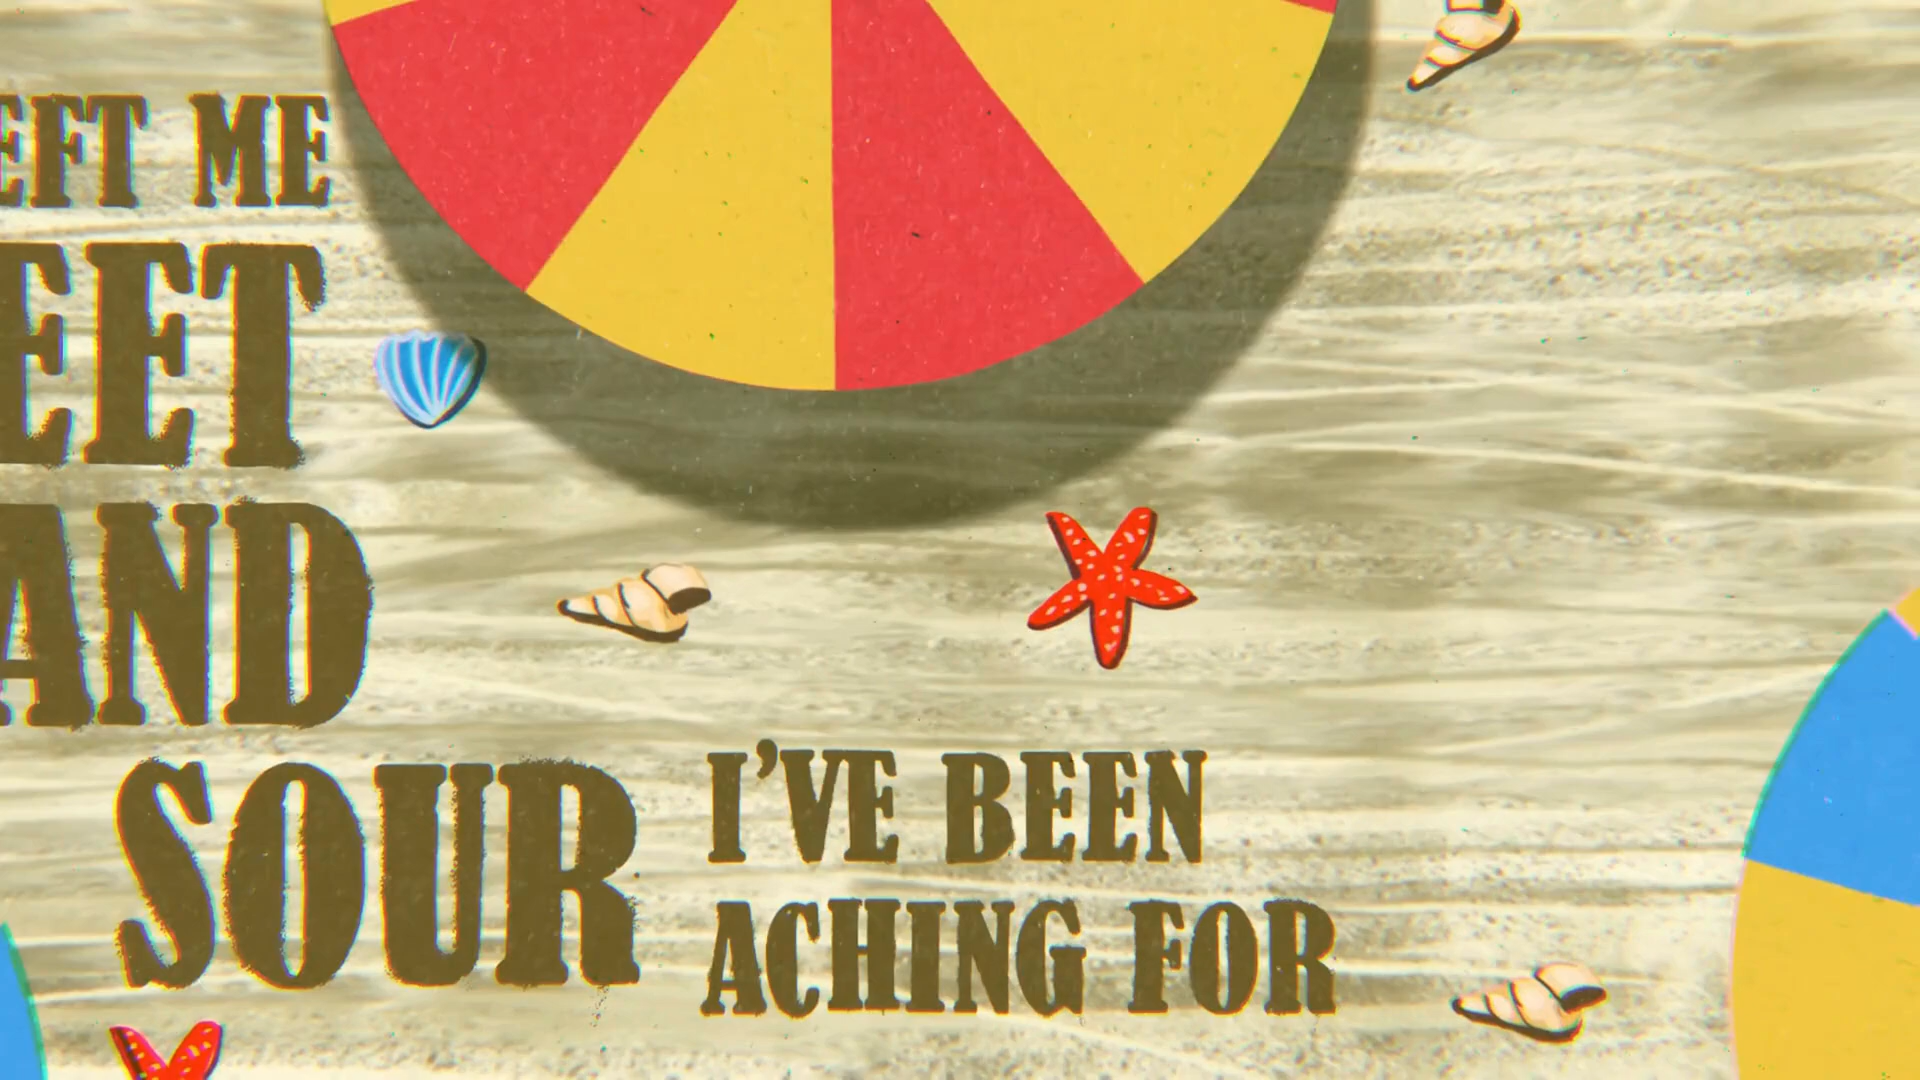 EFT ME
EET
AND
SOUR
I'VE BEEN
ACHING FOR